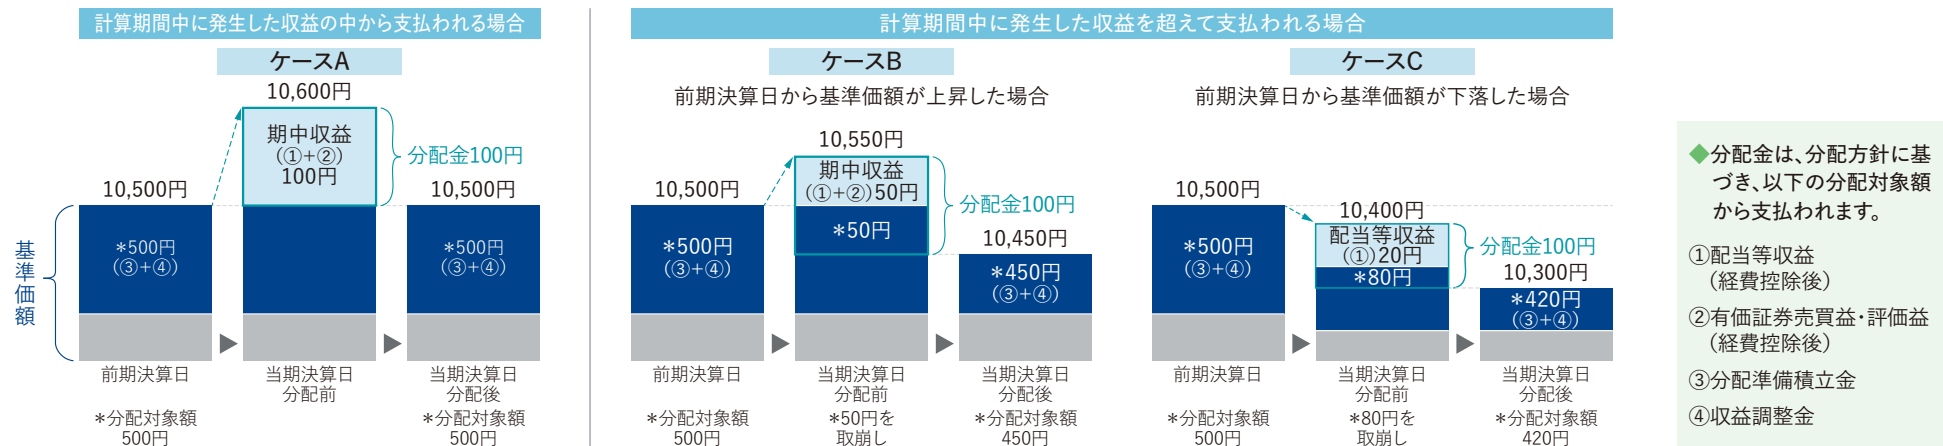 計算期間中に発生した収益の中から支払われる場合
ケースA
10,600円
期中収益
(①+②)
100円
分配金100円
10,500円
10,500円
*500円
(③+④)
*500円
(③+④)
基準価額
前期決算日
当期決算日
分配前
当期決算日
分配後
*分配対象額
500円
*分配対象額
500円
計算期間中に発生した収益を超えて支払われる場合
ケースB
前期決算日から基準価額が上昇した場合
10,550円
期中収益
(①+②)50円
*50円
分配金100円
10,500円
10,450円
*500円
(③+④)
*450円
(③+④)
前期決算日
当期決算日
分配前
当期決算日
分配後
*分配対象額
500円
*50円を
取崩し
*分配対象額
450円
ケースC
前期決算日から基準価額が下落した場合
10,500円
10,400円
配当等収益
(①)20円
*80円
分配金100円
10,300円
*500円
(③+④)
*420円
(③+④)
前期決算日
当期決算日
分配前
当期決算日
分配後
*分配対象額
500円
*80円を
取崩し
*分配対象額
420円
◆分配金は、分配方針に基
づき、以下の分配対象額
から支払われます。
①配当等収益
(経費控除後)
②有価証券売買益・評価益
(経費控除後)
③分配準備積立金
④収益調整金